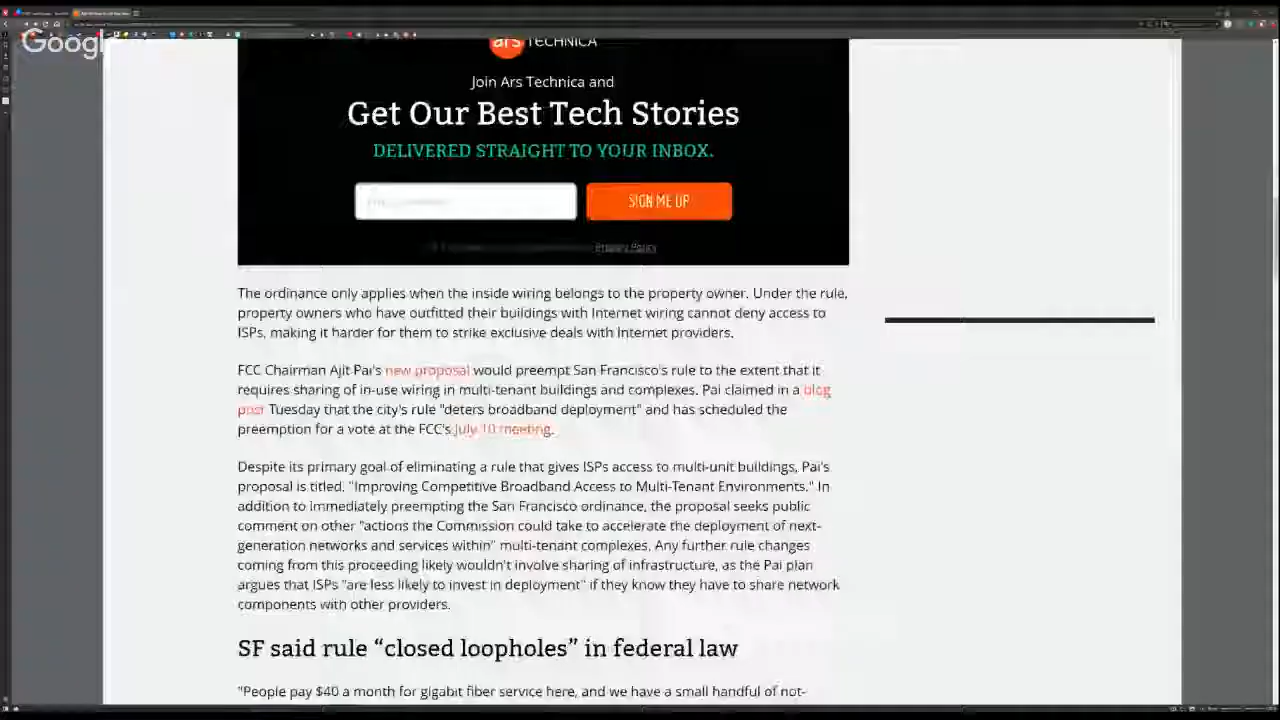 Google
ars TECHNICA
Join Ars Technica and
Get Our Best Tech Stories
DELIVERED STRAIGHT TO YOUR INBOX.
SIGN ME UP
Privacy Policy
The ordinance only applies when the inside wiring belongs to the property owner. Under the rule,
property owners who have outfitted their buildings with Internet wiring cannot deny access to
ISPs, making it harder for them to strike exclusive deals with Internet providers.
FCC Chairman Ajit Pai's new proposal would preempt San Francisco's rule to the extent that it
requires sharing of in-use wiring in multi-tenant buildings and complexes. Pai claimed in a blog
post Tuesday that the city's rule "deters broadband deployment" and has scheduled the
preemption for a vote at the FCC's July 10 meeting.
Despite its primary goal of eliminating a rule that gives ISPs access to multi-unit buildings, Pai's
proposal is titled, "Improving Competitive Broadband Access to Multi-Tenant Environments." In
addition to immediately preempting the San Francisco ordinance, the proposal seeks public
comment on other "actions the Commission could take to accelerate the deployment of next-
generation networks and services within" multi-tenant complexes. Any further rule changes
coming from this proceeding likely wouldn't involve sharing of infrastructure, as the Pai plan
argues that ISPs "are less likely to invest in deployment" if they know they have to share network
components with other providers.
SF said rule “closed loopholes” in federal law
"People pay $40 a month for gigabit fiber service here, and we have a small handful of not-